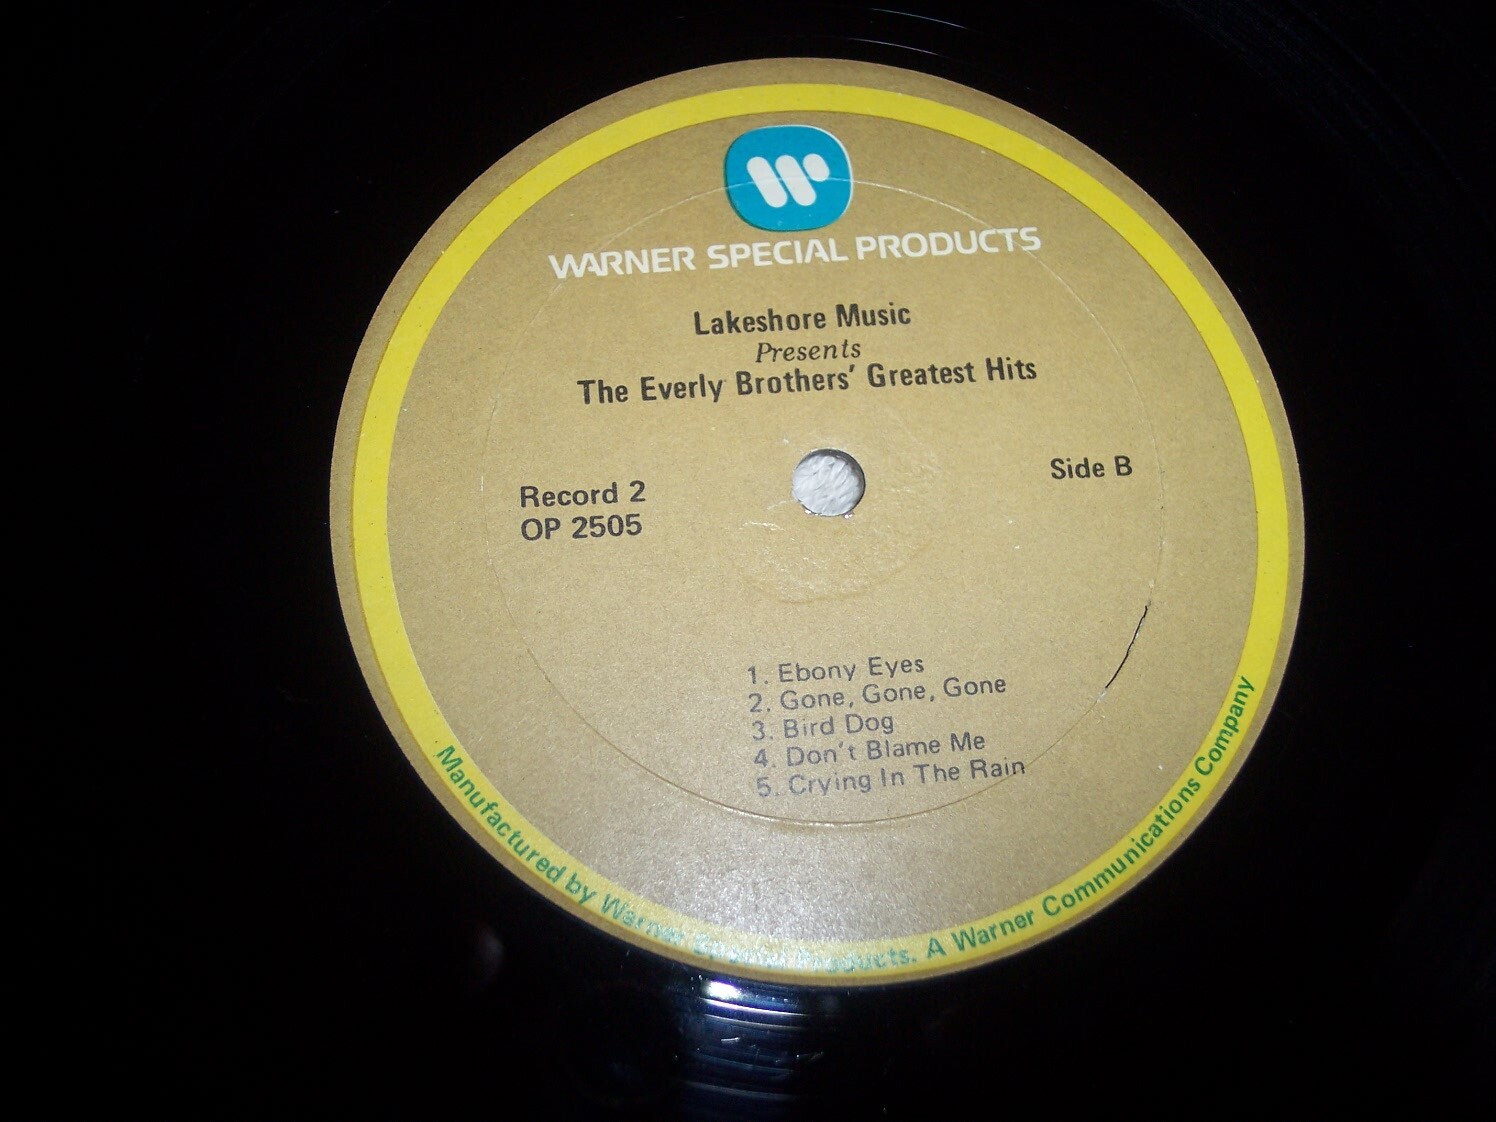 WARNER SPECIAL PRODUCTS
Lakeshore Music
Presents
The Everly Brothers' Greatest Hits
Record 2
OP 2505
Side B
1. Ebony Eyes
2. Gone, Gone, Gone
3. Bird Dog
4. Don't Blame Me
5. Crying In The Rain
Manufactured by Warner Special Products. A Warner Communications Company